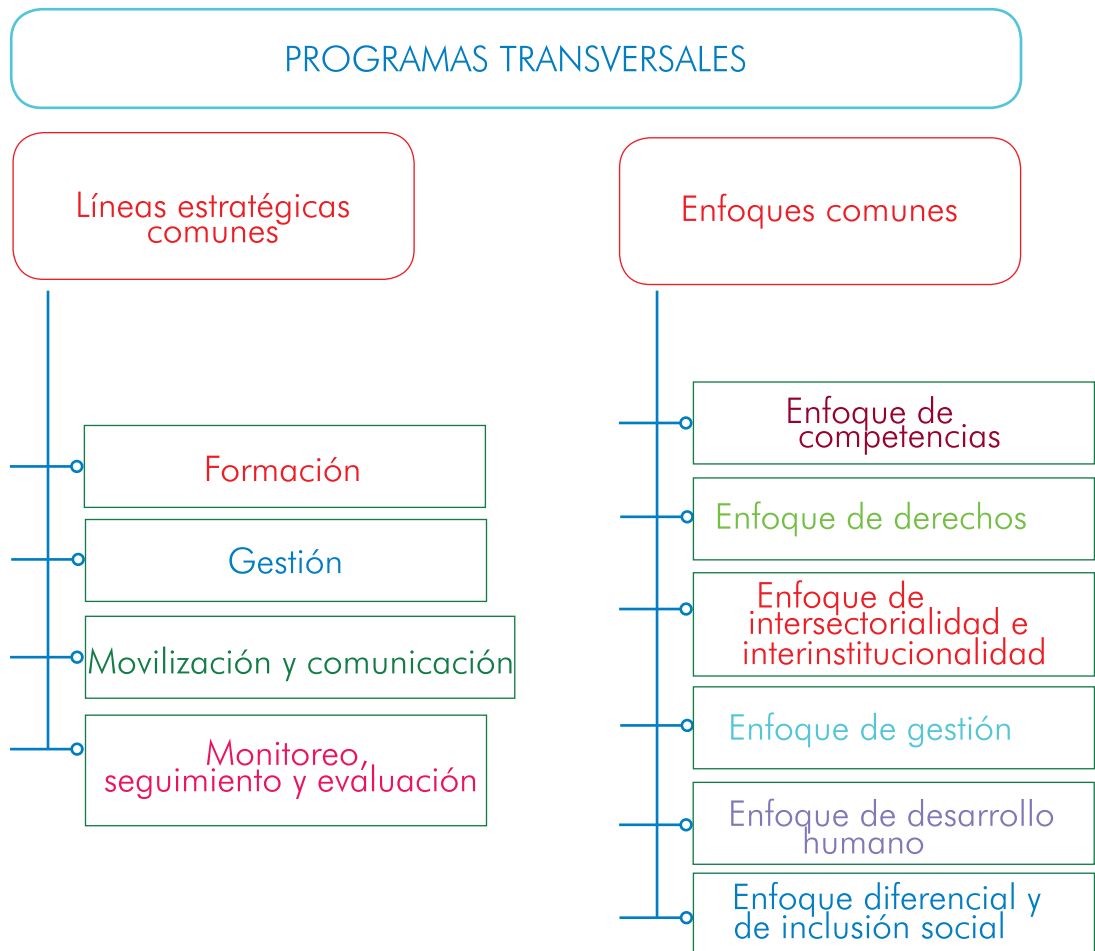 PROGRAMAS TRANSVERSALES
Líneas estratégicas
comunes
Formación
Gestión
Movilización y comunicación
Monitoreo,
seguimiento y evaluación
Enfoques comunes
Enfoque de
competencias
Enfoque de derechos
Enfoque de
intersectorialidad e
interinstitucionalidad
Enfoque de gestión
Enfoque de desarrollo
humano
Enfoque diferencial y
de inclusión social